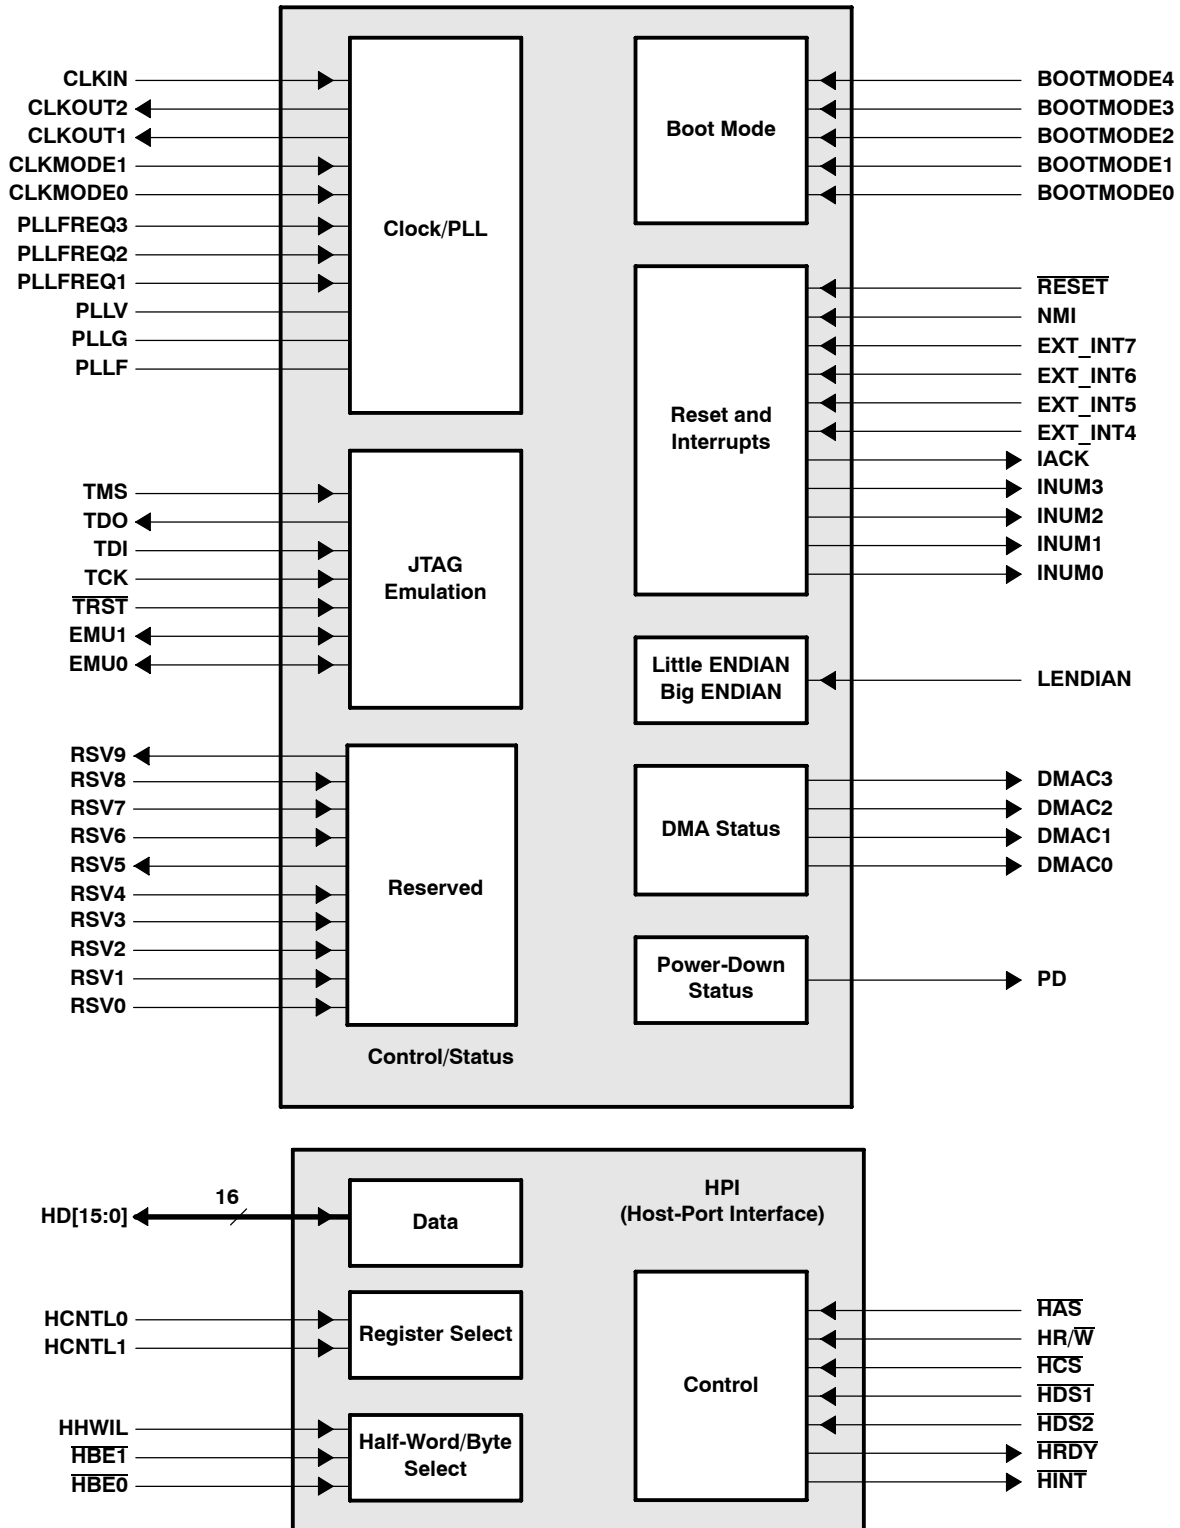 CLKIN
CLKOUT2
CLKOUT1
CLKMODE1
CLKMODE0
PLLFREQ3
PLLFREQ2
PLLFREQ1
PLLV
PLLG
PLLF
Clock/PLL
Boot Mode
BOOTMODE4
BOOTMODE3
BOOTMODE2
BOOTMODE1
BOOTMODE0
Reset and
Interrupts
RESET
NMI
EXT_INT7
EXT_INT6
EXT_INT5
EXT_INT4
IACK
INUM3
INUM2
INUM1
INUM0
TMS
TDO
TDI
TCK
TRST
EMU1
EMU0
JTAG
Emulation
Little ENDIAN
Big ENDIAN
LENDIAN
RSV9
RSV8
RSV7
RSV6
RSV5
RSV4
RSV3
RSV2
RSV1
RSV0
Reserved
DMA Status
DMAC3
DMAC2
DMAC1
DMAC0
Power-Down
Status
PD
Control/Status
HD[15:0]
16
Data
HPI
(Host-Port Interface)
HCNTL0
HCNTL1
Register Select
HHWIL
HBE1
HBE0
Half-Word/Byte
Select
Control
HAS
HR/W
HCS
HDS1
HDS2
HRDY
HINT